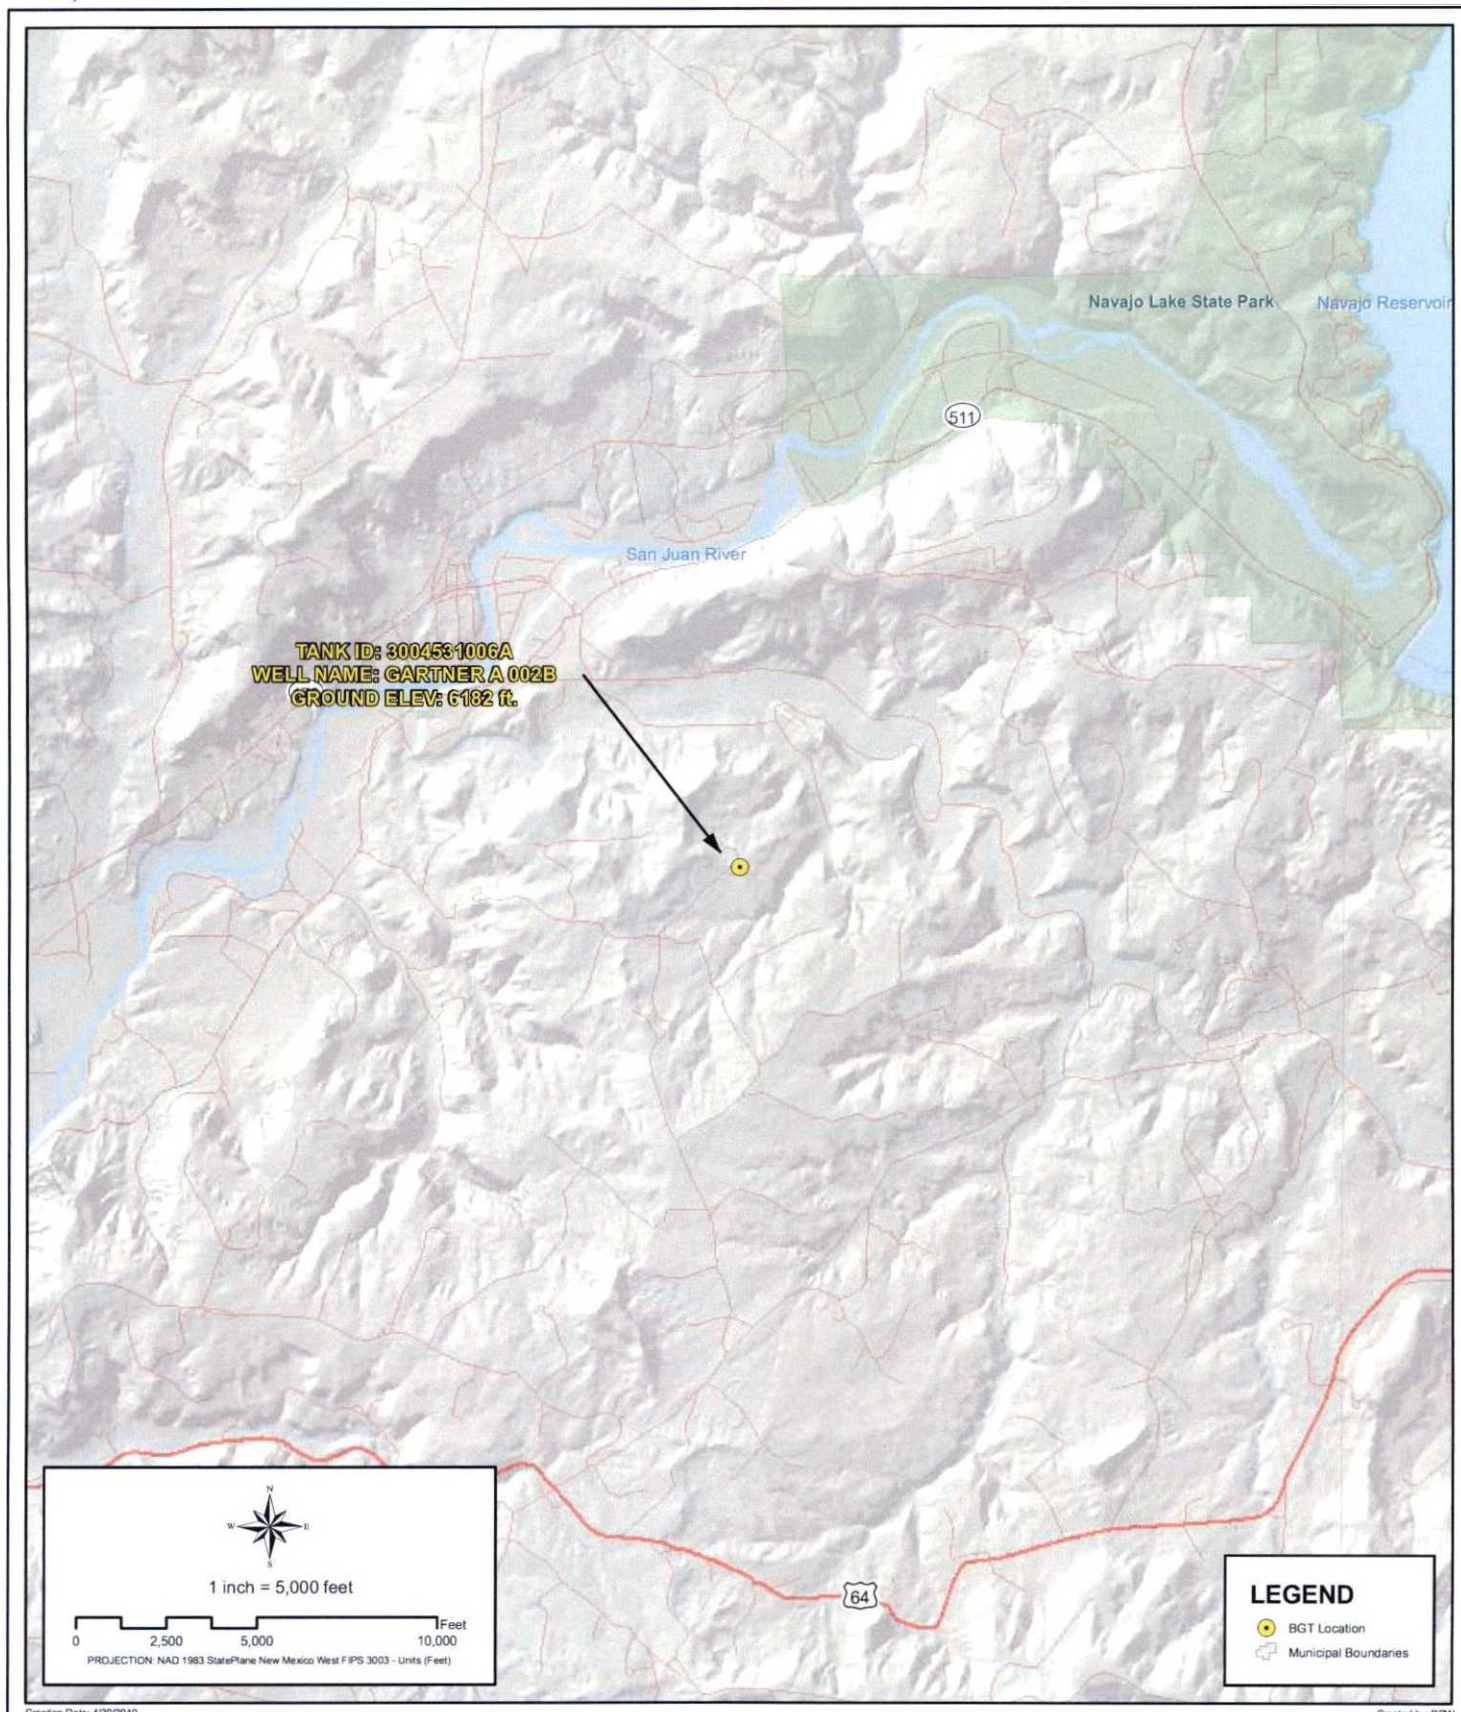 Navajo Lake State Park
Navajo Reservoir
511
San Juan River
TANK ID: 3004531006A
WELL NAME: GARTNER A 002B
GROUND ELEV: 6182 ft.
N
W E
S
1 inch = 5,000 feet
Feet
0 2,500 5,000 10,000
PROJECTION: NAD 1983 StatePlane New Mexico West FIPS 3003 - Units (Feet)
64
LEGEND
BGT Location
Municipal Boundaries